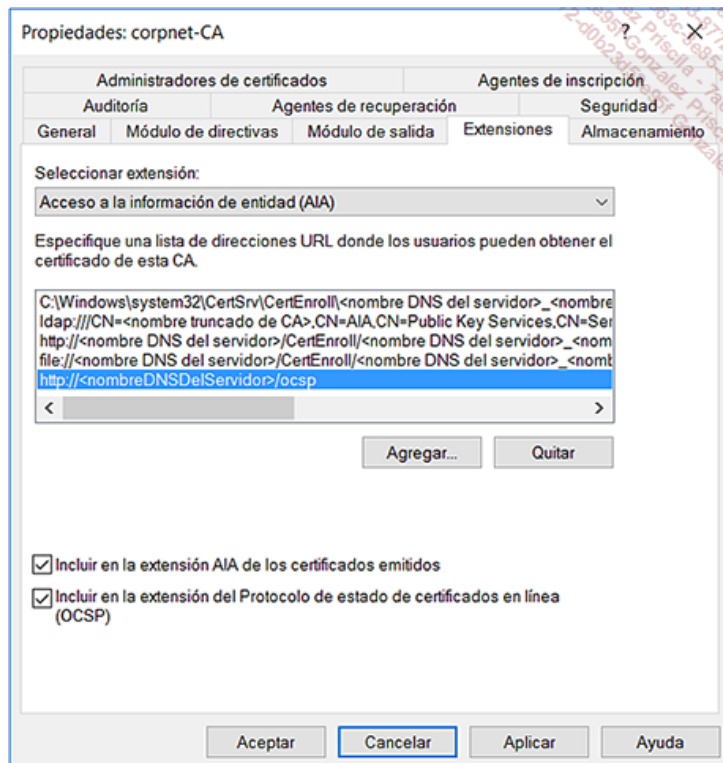 Propiedades: corpnet-CA
? ×
Administradores de certificados Agentes de inscripción
Auditoría Agentes de recuperación Seguridad
General Módulo de directivas Módulo de salida Extensiones Almacenamiento
Seleccionar extensión:
Acceso a la información de entidad (AIA)
Especifique una lista de direcciones URL donde los usuarios pueden obtener el
certificado de esta CA.
C:\Windows\system32\CertSrv\CertEnroll\<nombre DNS del servidor>_<nombre
ldap:///CN=<nombre truncado de CA>,CN=AIA,CN=Public Key Services,CN=Ser
http://<nombre DNS del servidor>/CertEnroll/<nombre DNS del servidor>_<nom
file://<nombre DNS del servidor>/CertEnroll/<nombre DNS del servidor>_<nomb
http://<nombreDNSDelServidor>/ocsp
Agregar... Quitar
Incluir en la extensión AIA de los certificados emitidos
Incluir en la extensión del Protocolo de estado de certificados en línea
(OCSP)
Aceptar Cancelar Aplicar Ayuda